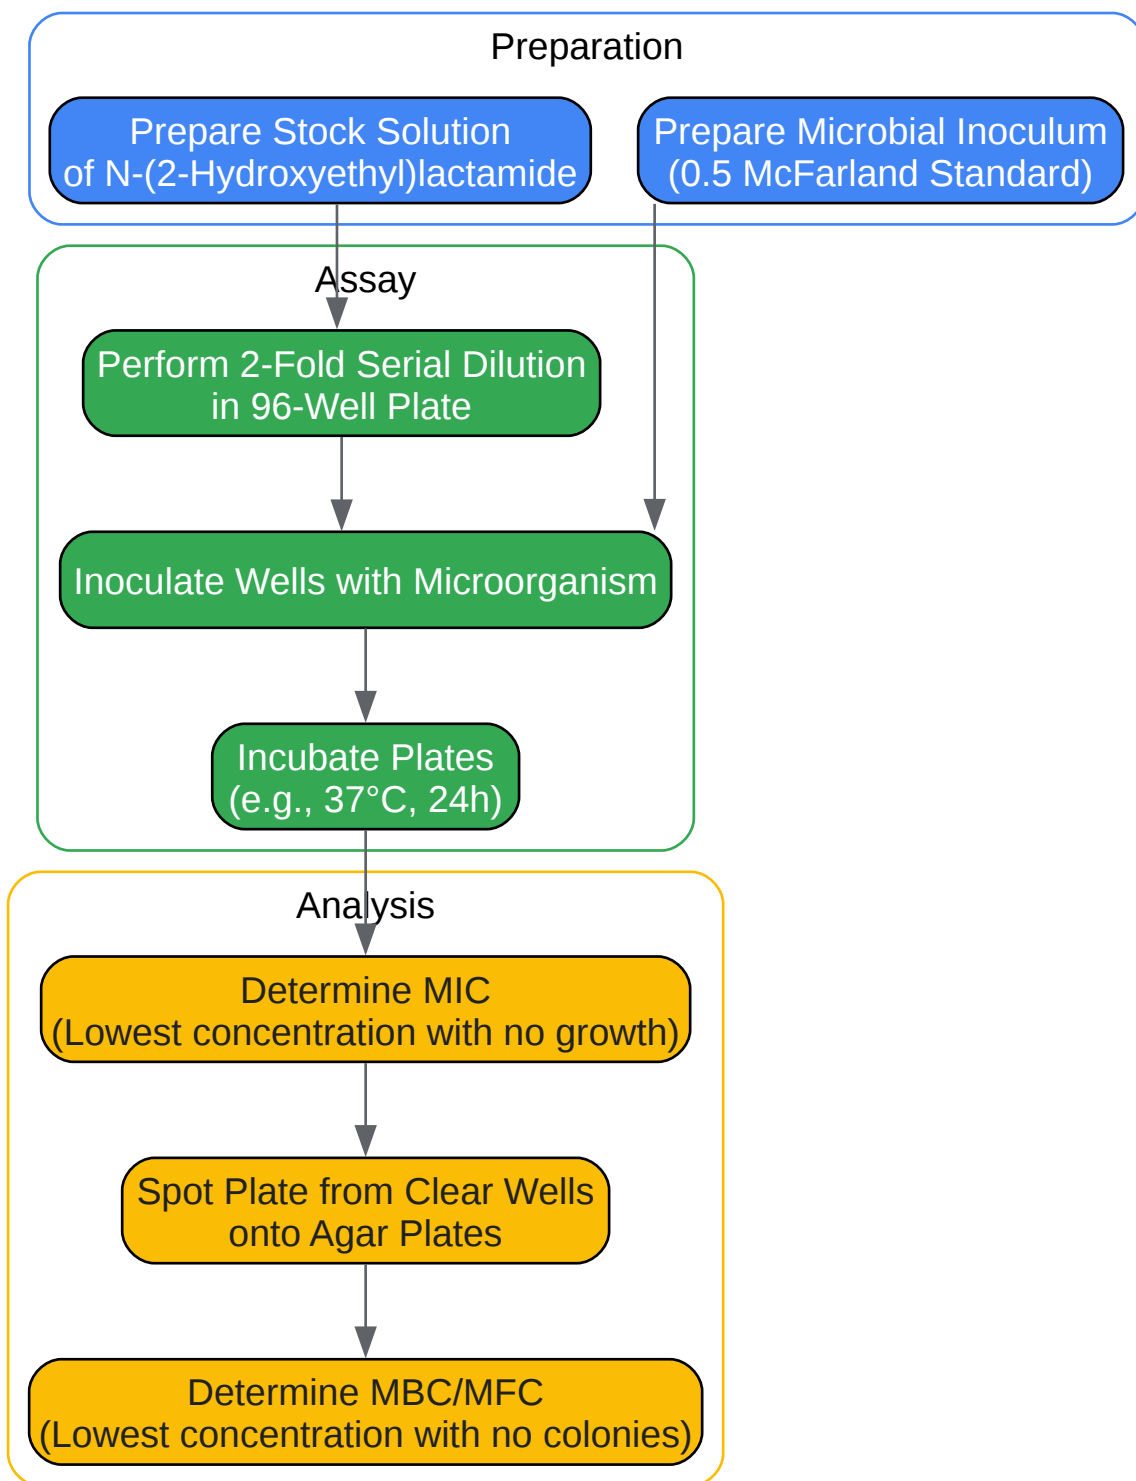 Preparation
Prepare Stock Solution
of N-(2-Hydroxyethyl)lactamide
Prepare Microbial Inoculum
(0.5 McFarland Standard)
Assay
Perform 2-Fold Serial Dilution
in 96-Well Plate
Inoculate Wells with Microorganism
Incubate Plates
(e.g., 37°C, 24h)
Analysis
Determine MIC
(Lowest concentration with no growth)
Spot Plate from Clear Wells
onto Agar Plates
Determine MBC/MFC
(Lowest concentration with no colonies)